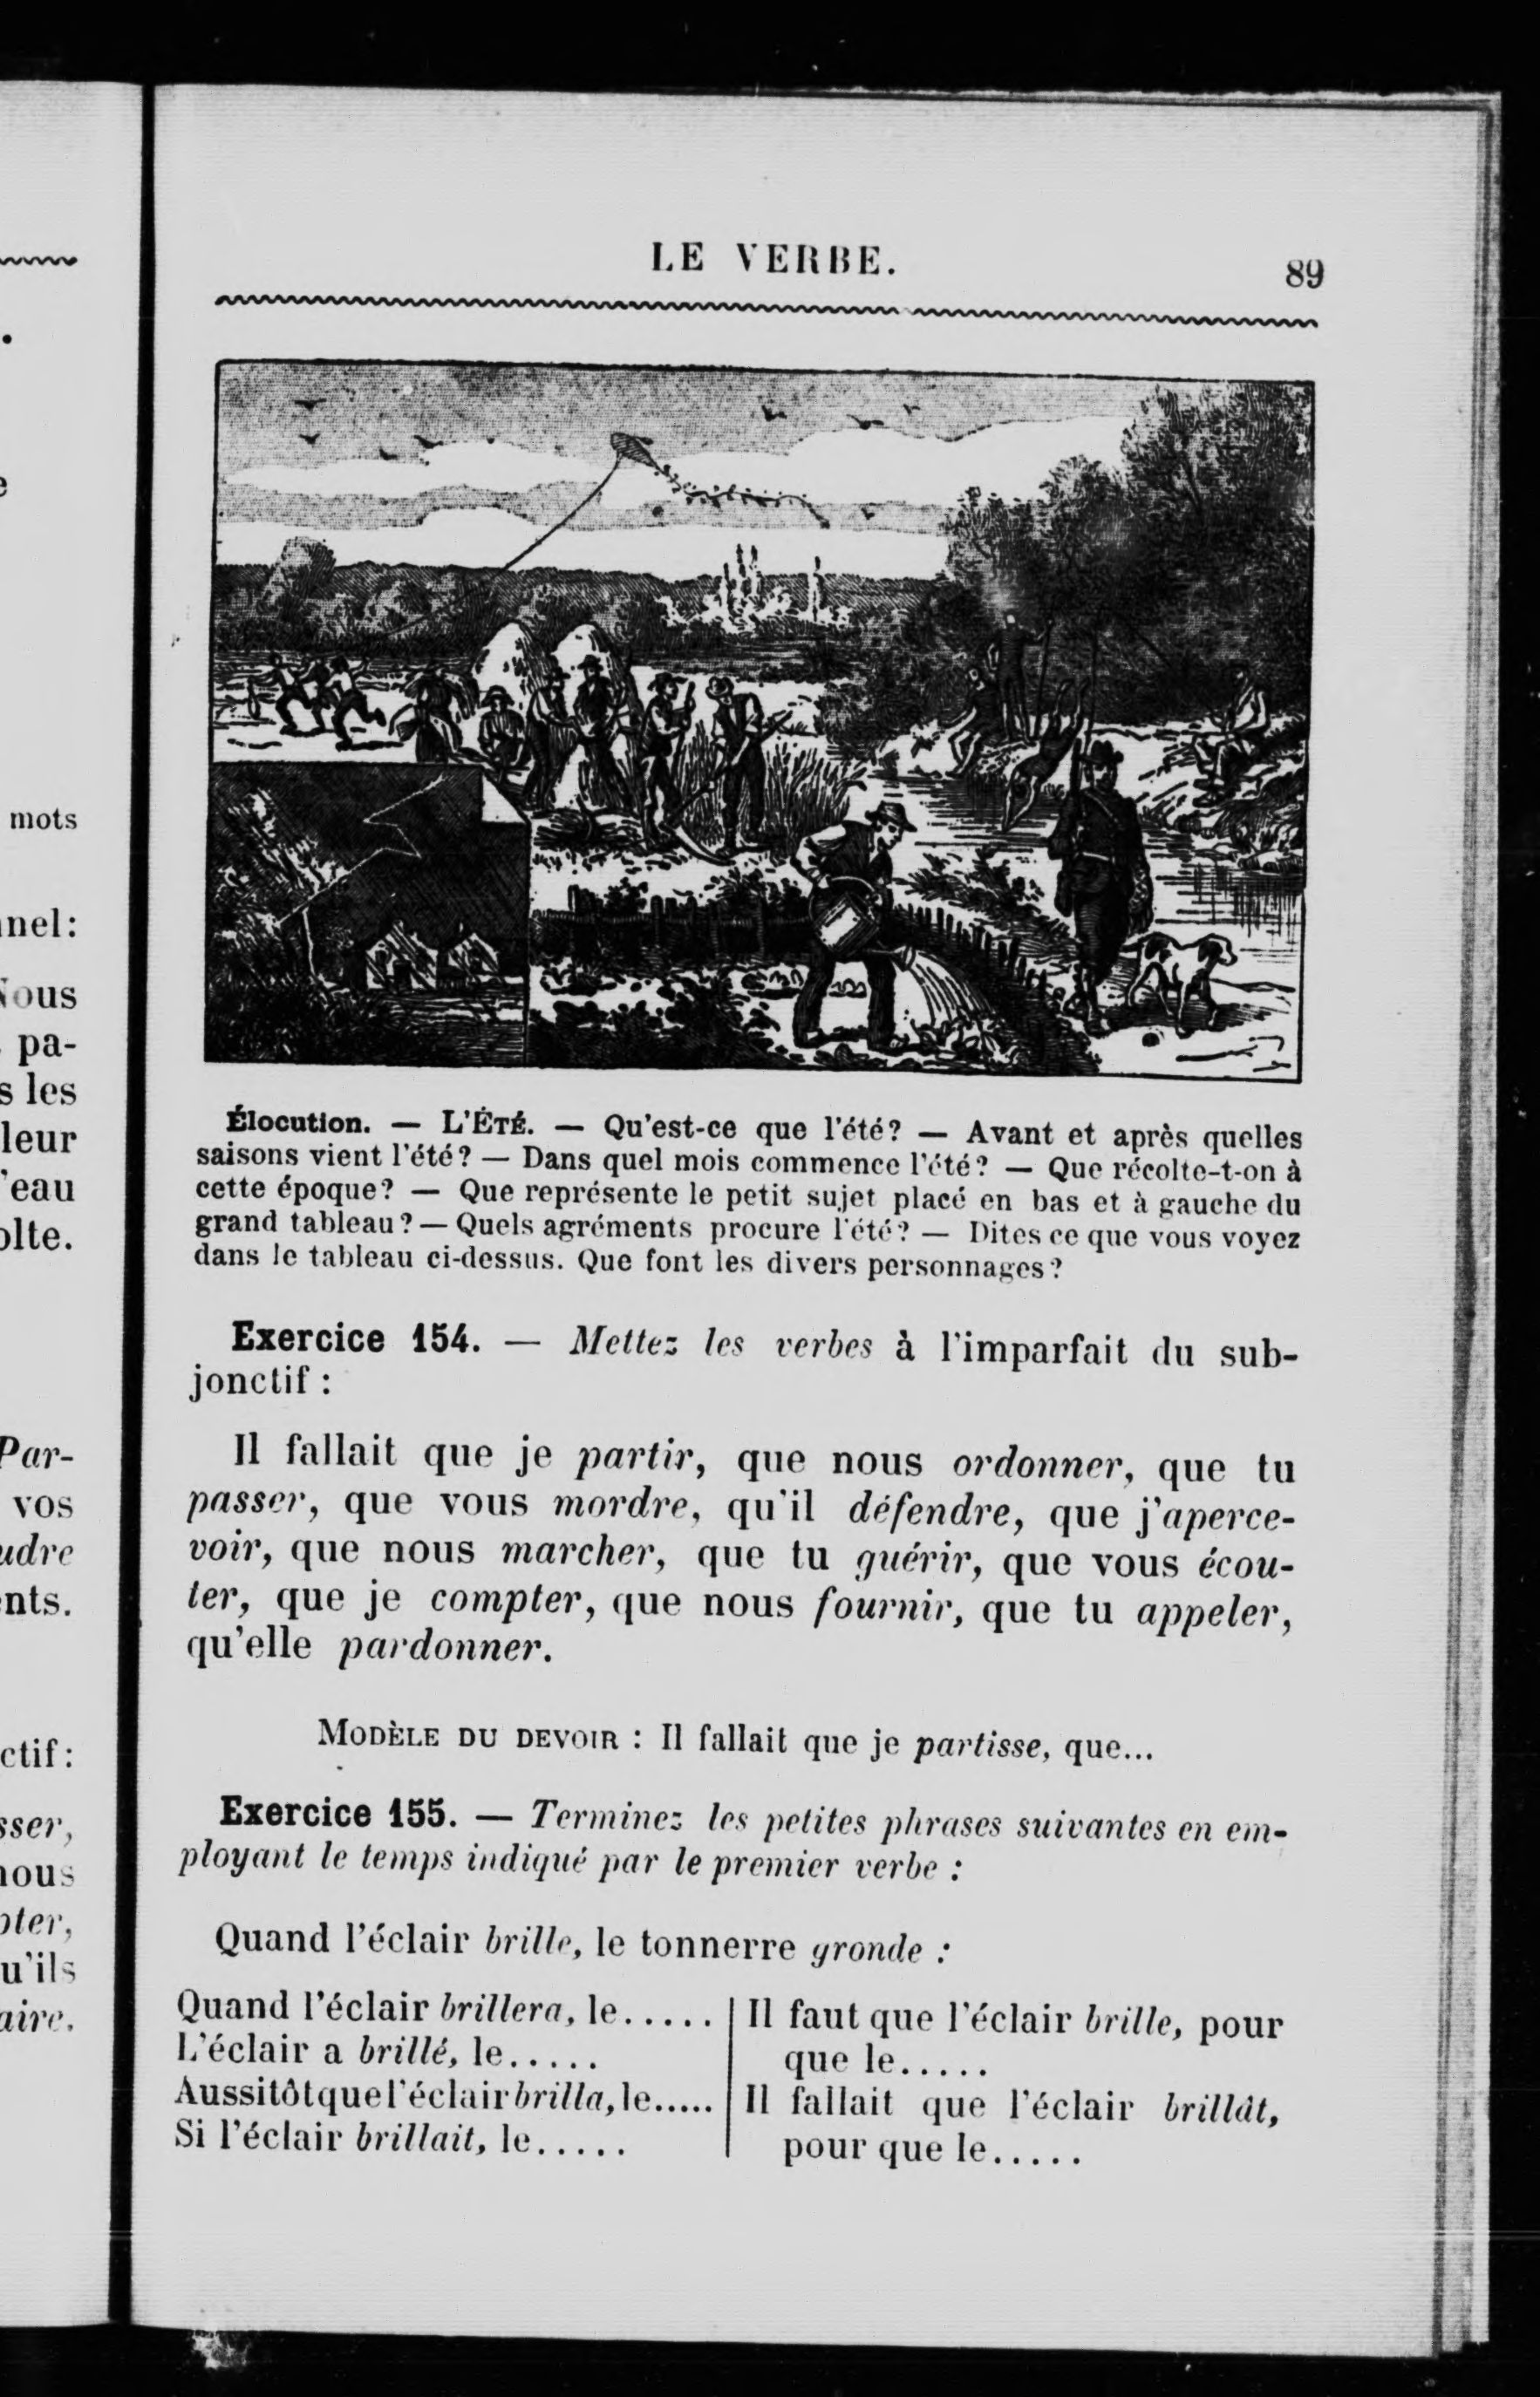 LE VERBE.
89
Élocution. — L'ÉTÉ. — Qu'est-ce que l'été? — Avant et après quelles
saisons vient l'été? — Dans quel mois commence l'été? — Que récolte-t-on à
cette époque? — Que représente le petit sujet placé en bas et à gauche du
grand tableau? — Quels agréments procure l'été? — Dites ce que vous voyez
dans le tableau ci-dessus. Que font les divers personnages?
Exercice 154. — Mettez les verbes à l'imparfait du sub-
jonctif :
Il fallait que je partir, que nous ordonner, que tu
passer, que vous mordre, qu'il défendre, que j'aperce-
voir, que nous marcher, que tu guérir, que vous écou-
ter, que je compter, que nous fournir, que tu appeler,
qu'elle pardonner.
MODÈLE DU DEVOIR : Il fallait que je partisse, que...
Exercice 155. — Terminez les petites phrases suivantes en em-
ployant le temps indiqué par le premier verbe :
Quand l'éclair brille, le tonnerre gronde :
Quand l'éclair brillera, le.....
L'éclair a brillé, le.....
Aussitôt que l'éclair brilla, le.....
Si l'éclair brillait, le.....
Il faut que l'éclair brille, pour
que le.....
Il fallait que l'éclair brillât,
pour que le.....
mots
nel:
Nous
pa-
s les
leur
'eau
olte.
Par-
vos
udre
nts.
ctif:
sser,
nous
pter,
u'ils
aire.